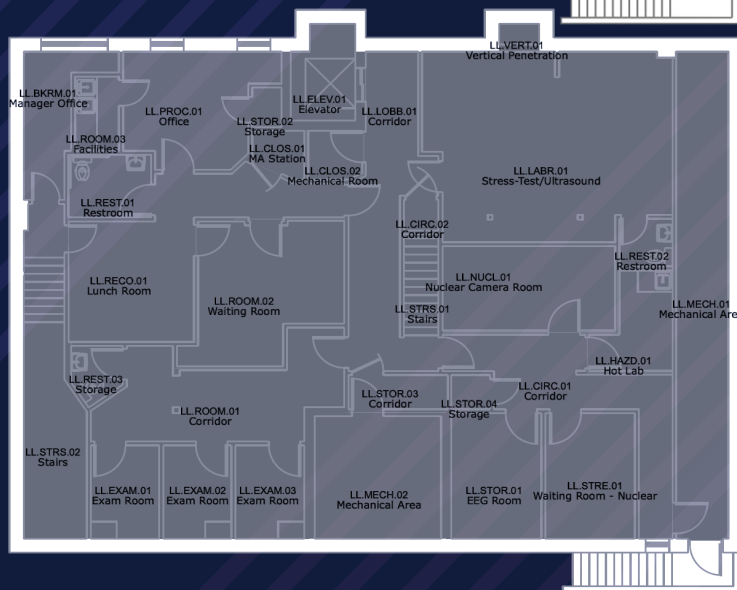 LL.VERT.01
Vertical Penetration
LL.BKRM.01
Manager Office
LL.ELEV.01
Elevator
LL.PROC.01
Office
LL.LOBB.01
Corridor
LL.STOR.02
Storage
LL.ROOM.03
Facilities
LL.CLOS.01
MA Station
LL.CLOS.02
Mechanical Room
LL.LABR.01
Stress-Test/Ultrasound
LL.REST.01
Restroom
LL.CIRC.02
Corridor
LL.REST.02
Restroom
LL.RECO.01
Lunch Room
LL.NUCL.01
Nuclear Camera Room
LL.ROOM.02
Waiting Room
LL.STRS.01
Stairs
LL.MECH.01
Mechanical Are
LL.HAZD.01
Hot Lab
LL.REST.03
Storage
LL.STOR.03
Corridor
LL.CIRC.01
Corridor
LL.STOR.04
Storage
LL.ROOM.01
Corridor
LL.STRS.02
Stairs
LL.EXAM.01
Exam Room
LL.EXAM.02
Exam Room
LL.EXAM.03
Exam Room
LL.MECH.02
Mechanical Area
LL.STOR.01
EEG Room
LL.STRE.01
Waiting Room - Nuclear